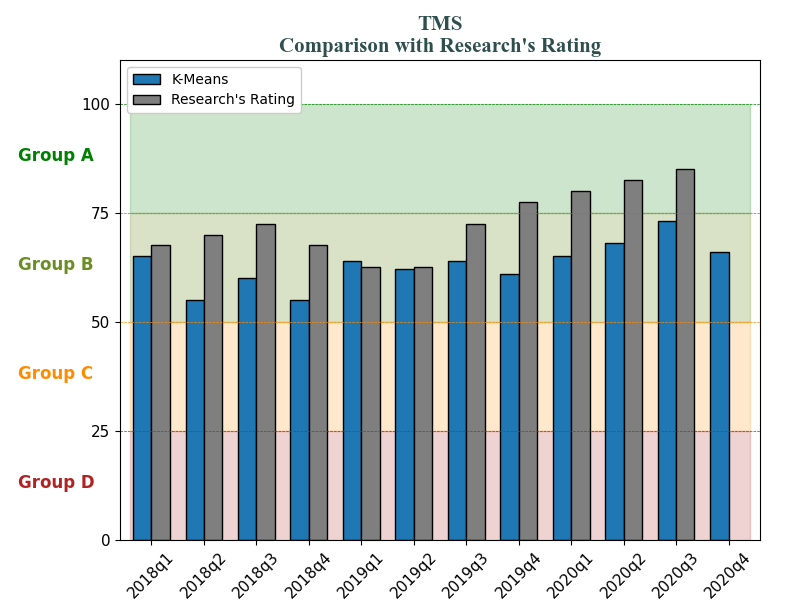 TMS
Comparison with Research's Rating
K-Means
Research's Rating
100
Group A
75
Group B
50
Group C
25
Group D
0
2018q1
2018q2
2018q3
2018q4
2019q1
2019q2
2019q3
2019q4
2020q1
2020q2
2020q3
2020q4